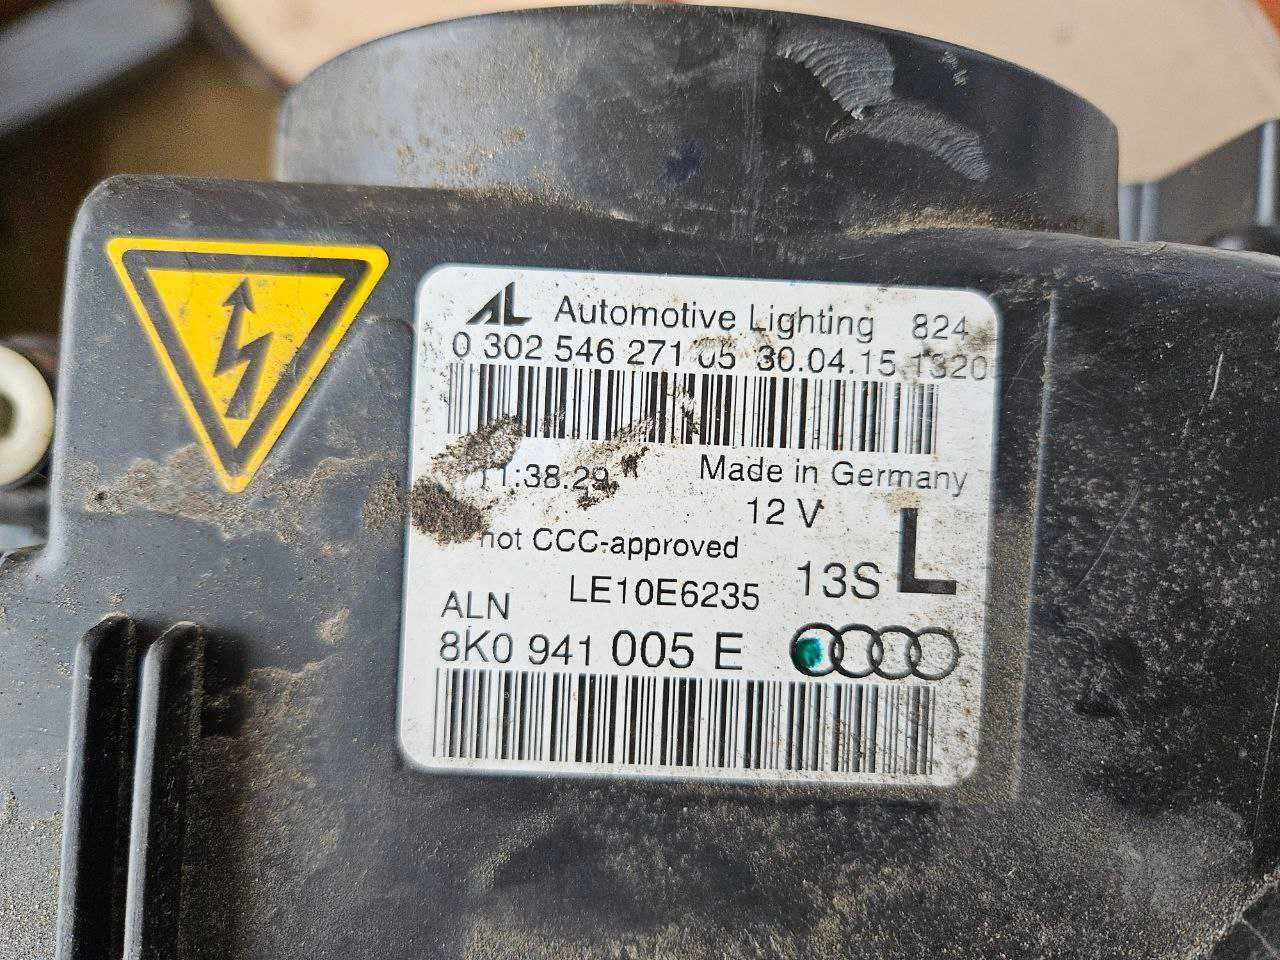 AL Automotive Lighting 824
0 302 546 271 05 30.04.15 1320
11:38.29
Made in Germany
12 V
not CCC-approved
L
LE10E6235 13S
ALN
8K0 941 005 E